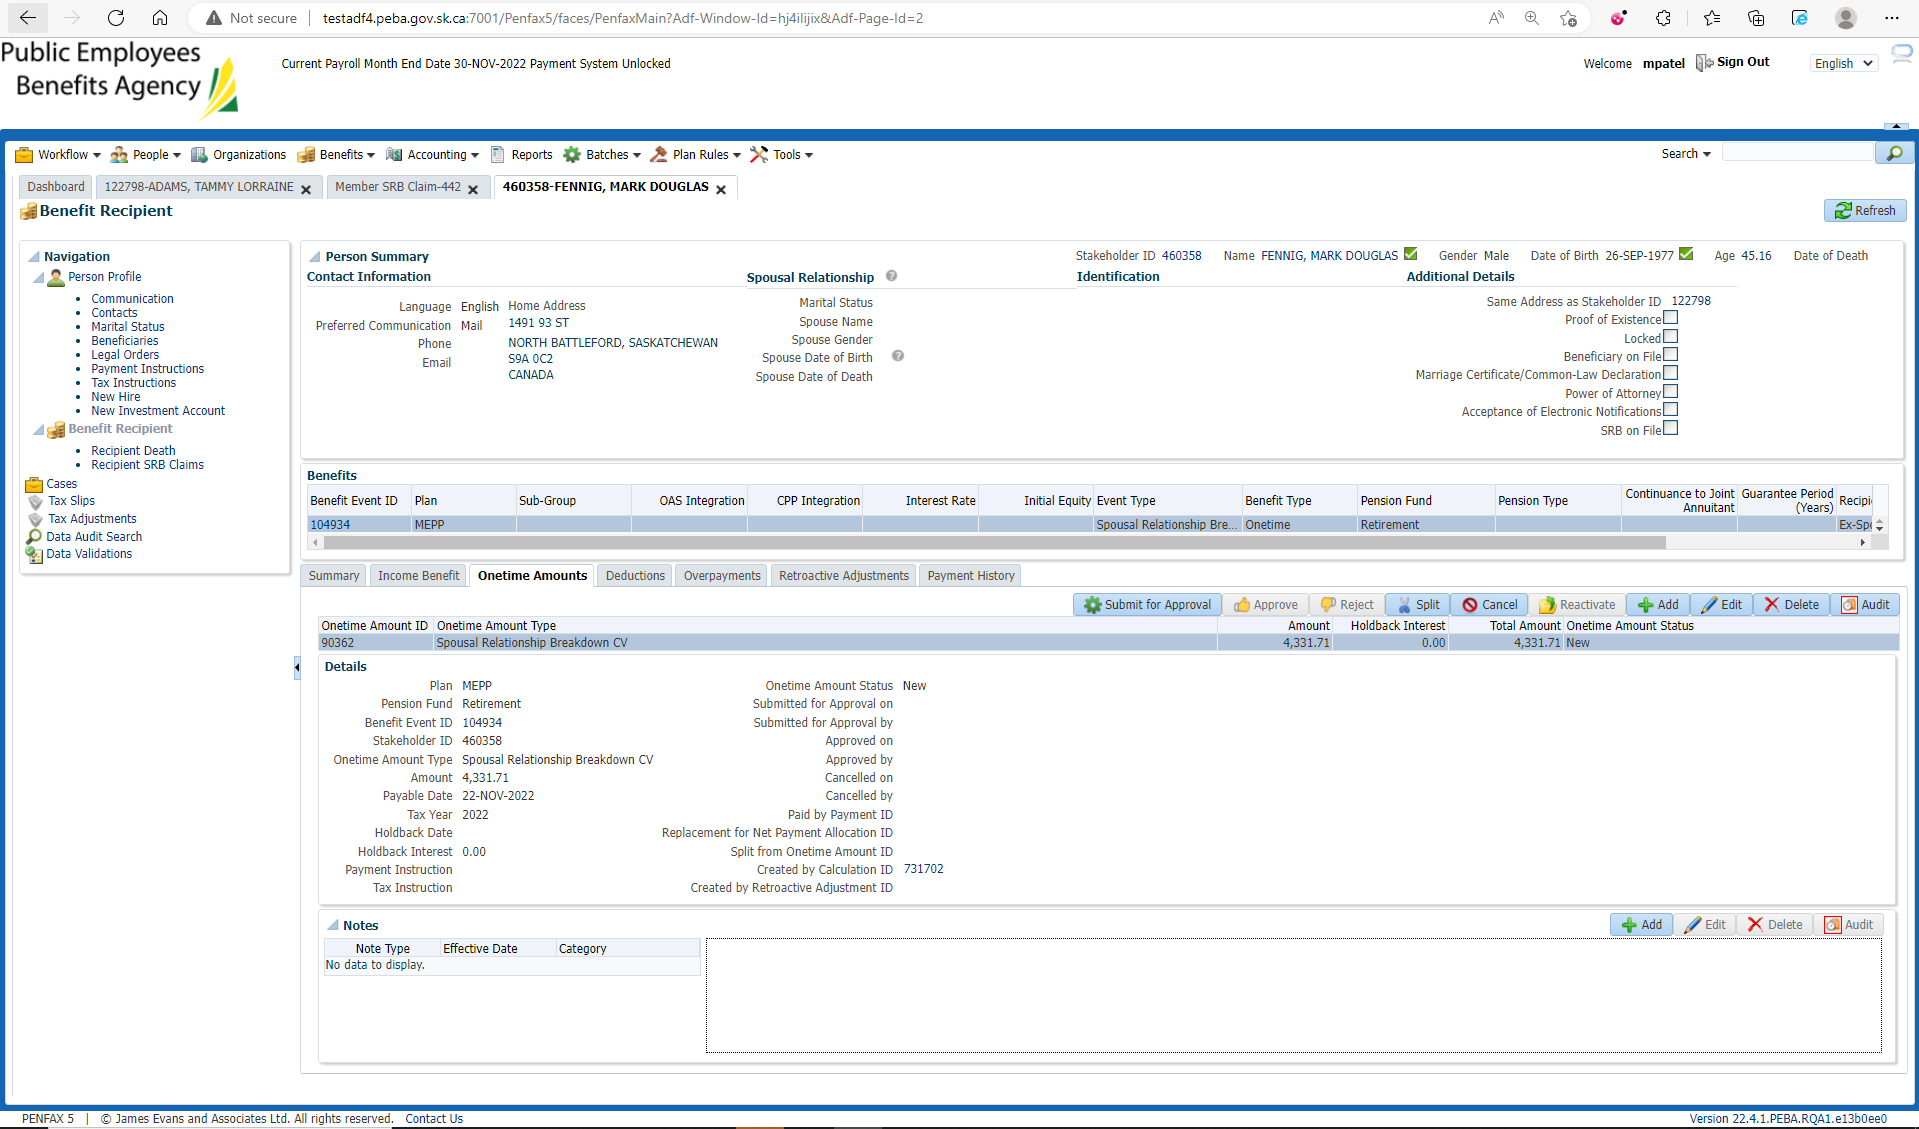 Not secure | testadf4.peba.gov.sk.ca:7001/Penfax5/faces/PenfaxMain?Adf-Window-Id=hj4ilijix&Adf-Page-Id=2
Public Employees
Benefits Agency
Current Payroll Month End Date 30-NOV-2022 Payment System Unlocked
Welcome mpatel Sign Out English
Workflow People Organizations Benefits Accounting Reports Batches Plan Rules Tools Search
Dashboard 122798-ADAMS, TAMMY LORRAINE Member SRB Claim-442 460358-FENNIG, MARK DOUGLAS
Benefit Recipient Refresh
Navigation
Person Profile
• Communication
• Contacts
• Marital Status
• Beneficiaries
• Legal Orders
• Payment Instructions
• Tax Instructions
• New Hire
• New Investment Account
Benefit Recipient
• Recipient Death
• Recipient SRB Claims
Cases
Tax Slips
Tax Adjustments
Data Audit Search
Data Validations
Person Summary Stakeholder ID 460358 Name FENNIG, MARK DOUGLAS Gender Male Date of Birth 26-SEP-1977 Age 45.16 Date of Death
Contact Information
Language English
Preferred Communication Mail
Phone
Email
Home Address
1491 93 ST
NORTH BATTLEFORD, SASKATCHEWAN
S9A 0C2
CANADA
Spousal Relationship
Marital Status
Spouse Name
Spouse Gender
Spouse Date of Birth
Spouse Date of Death
Identification
Additional Details
Same Address as Stakeholder ID 122798
Proof of Existence
Locked
Beneficiary on File
Marriage Certificate/Common-Law Declaration
Power of Attorney
Acceptance of Electronic Notifications
SRB on File
Benefits
Benefit Event ID Plan Sub-Group OAS Integration CPP Integration Interest Rate Initial Equity Event Type Benefit Type Pension Fund Pension Type Continuance to Joint Annuitant Guarantee Period (Years) Recipi
104934 MEPP Spousal Relationship Bre... Onetime Retirement Ex-Spo
Summary Income Benefit Onetime Amounts Deductions Overpayments Retroactive Adjustments Payment History
Submit for Approval Approve Reject Split Cancel Reactivate Add Edit Delete Audit
Onetime Amount ID Onetime Amount Type Amount Holdback Interest Total Amount Onetime Amount Status
90362 Spousal Relationship Breakdown CV 4,331.71 0.00 4,331.71 New
Details
Plan MEPP
Pension Fund Retirement
Benefit Event ID 104934
Stakeholder ID 460358
Onetime Amount Type Spousal Relationship Breakdown CV
Amount 4,331.71
Payable Date 22-NOV-2022
Tax Year 2022
Holdback Date
Holdback Interest 0.00
Payment Instruction
Tax Instruction
Onetime Amount Status New
Submitted for Approval on
Submitted for Approval by
Approved on
Approved by
Cancelled on
Cancelled by
Paid by Payment ID
Replacement for Net Payment Allocation ID
Split from Onetime Amount ID
Created by Calculation ID 731702
Created by Retroactive Adjustment ID
Notes Add Edit Delete Audit
Note Type Effective Date Category
No data to display.
PENFAX 5 | © James Evans and Associates Ltd. All rights reserved. Contact Us Version 22.4.1.PEBA.RQA1.e13b0ee0